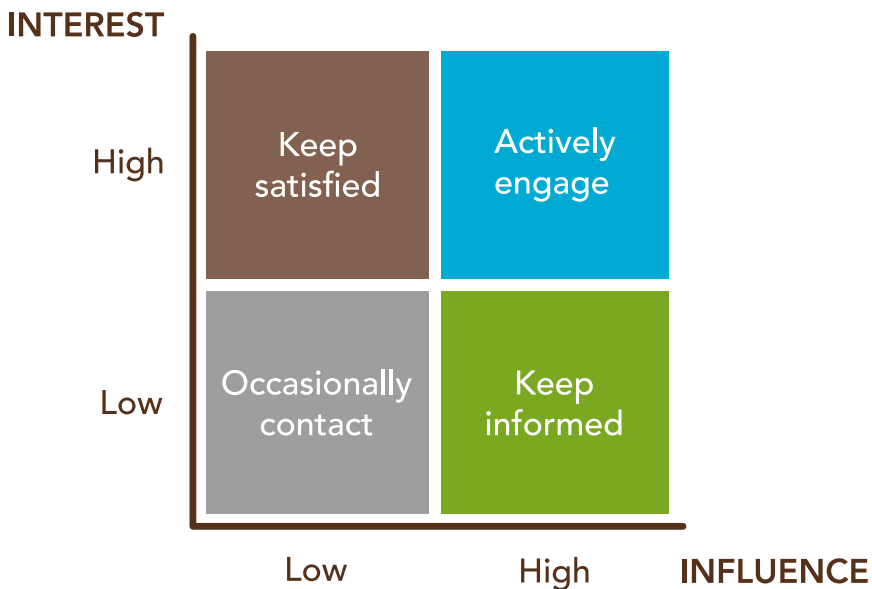 INTEREST
High
Keep
satisfied
Actively
engage
Low
Occasionally
contact
Keep
informed
Low
High
INFLUENCE